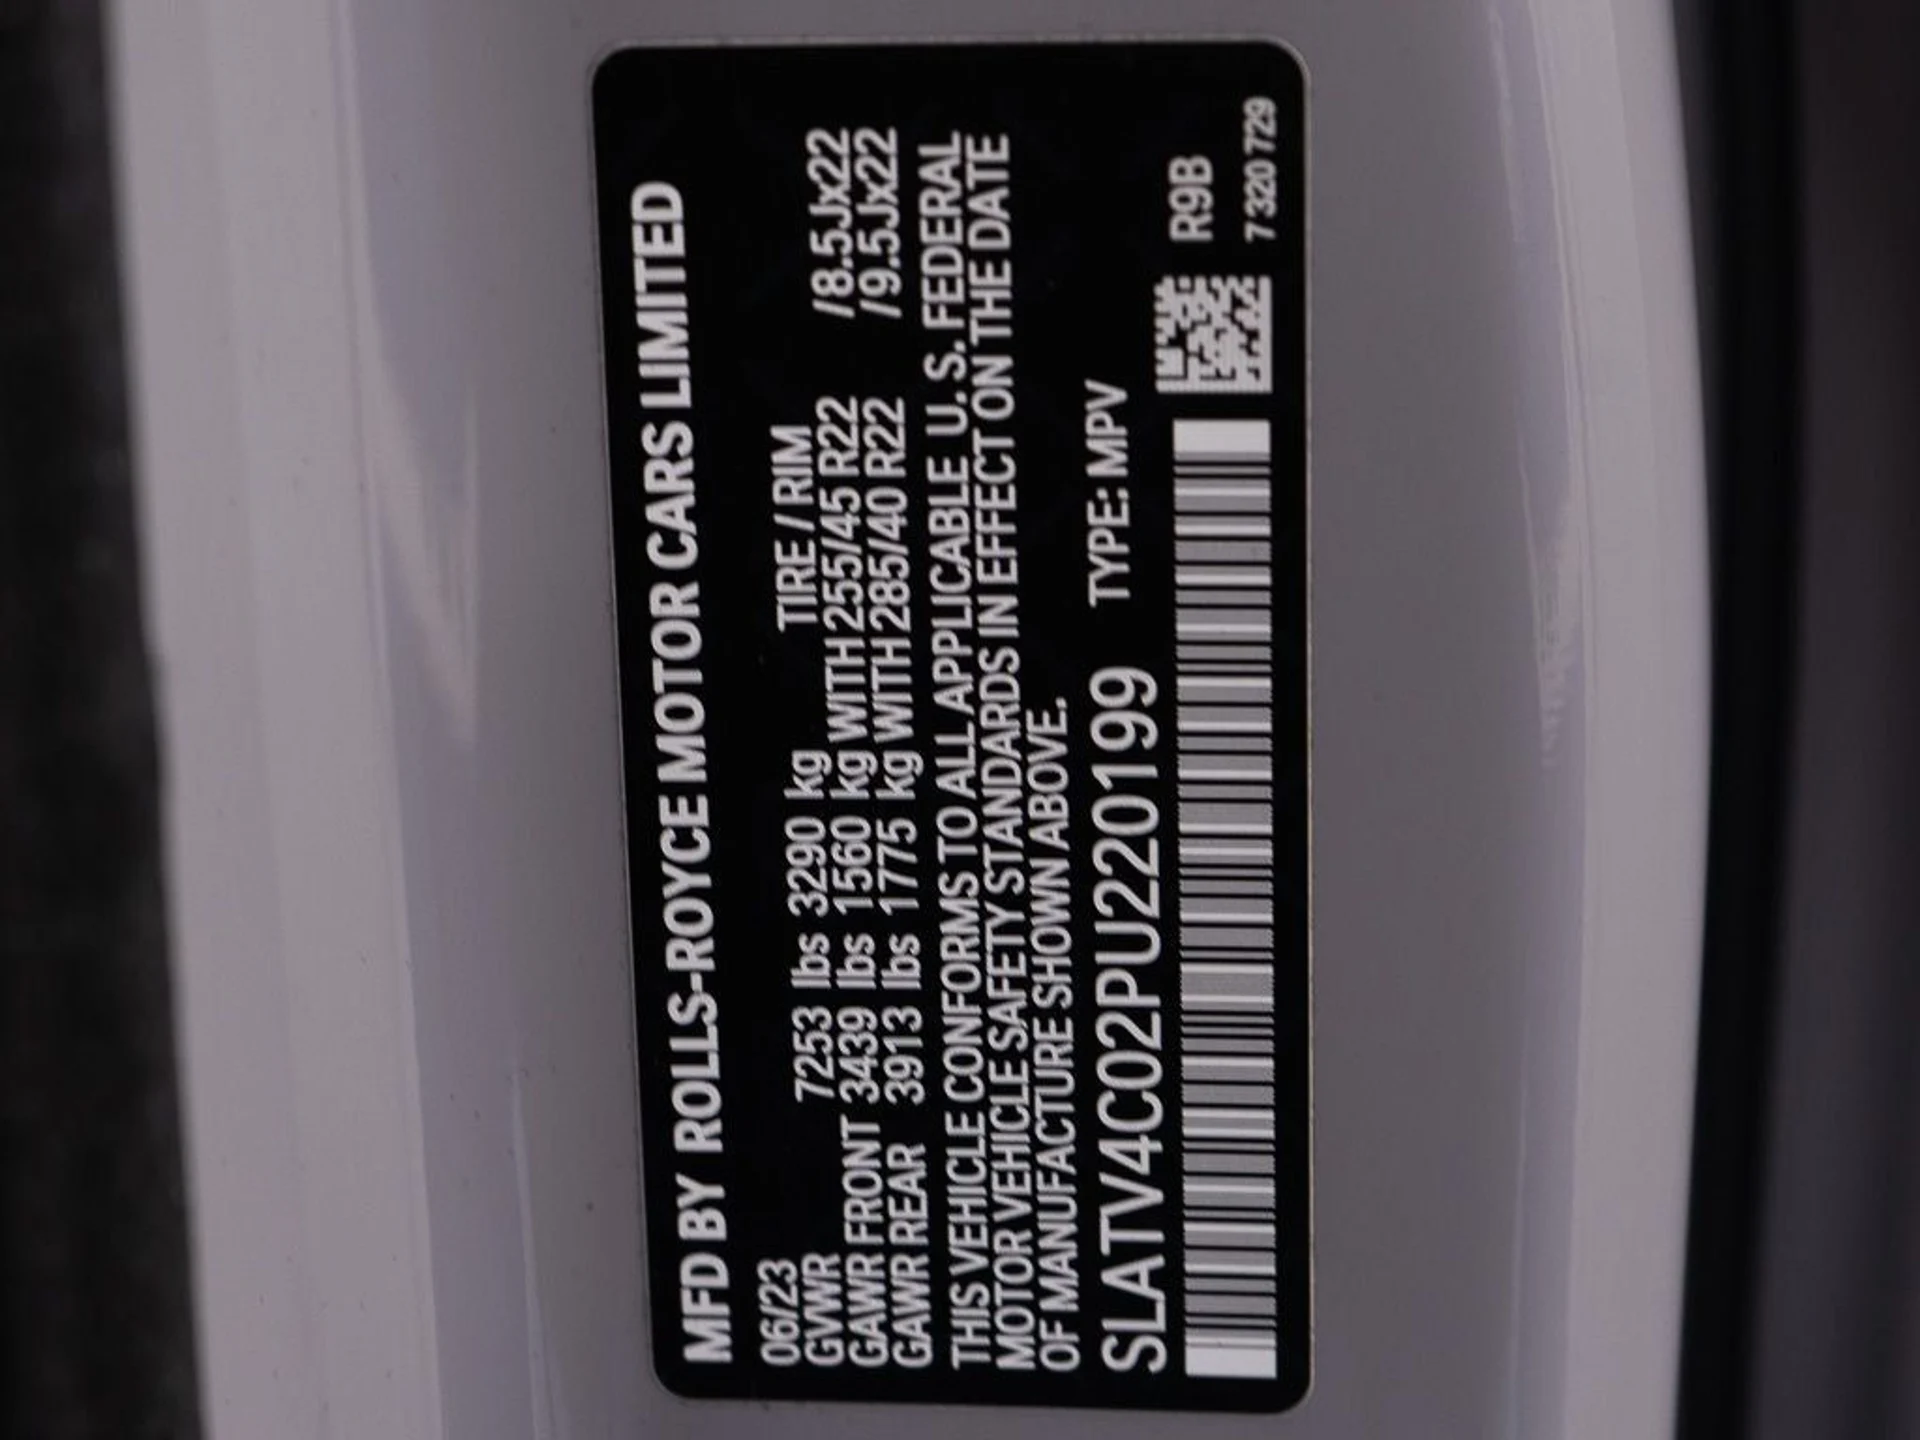 MFD BY ROLLS-ROYCE MOTOR CARS LIMITED
06/23
GVWR 7253 lbs 3290 kg TIRE / RIM
GAWR FRONT 3439 lbs 1560 kg WITH 255/45 R22 /8.5Jx22
GAWR REAR 3913 lbs 1775 kg WITH 285/40 R22 /9.5Jx22
THIS VEHICLE CONFORMS TO ALL APPLICABLE U. S. FEDERAL
MOTOR VEHICLE SAFETY STANDARDS IN EFFECT ON THE DATE
OF MANUFACTURE SHOWN ABOVE.
SLATV4C02PU220199 TYPE: MPV
R9B
7 320 729